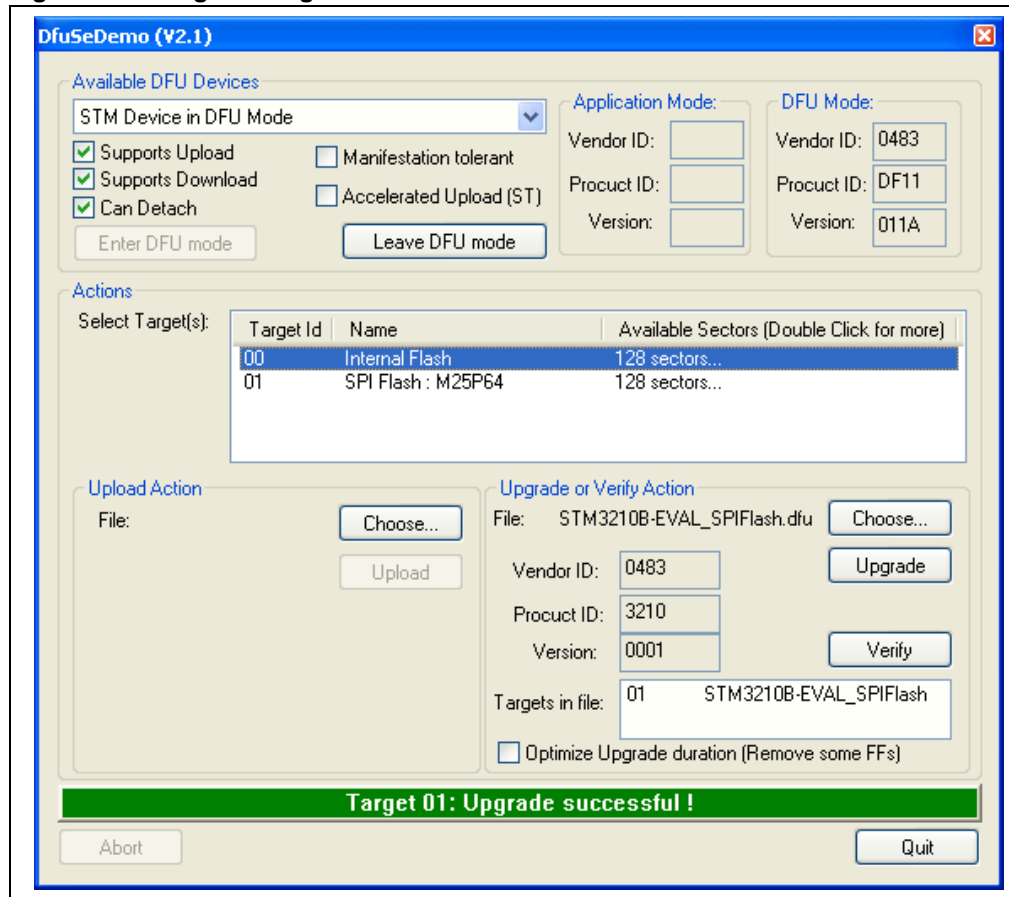 DfuSeDemo (V2.1)
Available DFU Devices
STM Device in DFU Mode
Supports Upload
Supports Download
Can Detach
Manifestation tolerant
Accelerated Upload (ST)
Enter DFU mode
Leave DFU mode
Application Mode:
Vendor ID:
Procuct ID:
Version:
DFU Mode:
Vendor ID: 0483
Procuct ID: DF11
Version: 011A
Actions
Select Target(s):
Target Id Name Available Sectors (Double Click for more)
00 Internal Flash 128 sectors...
01 SPI Flash : M25P64 128 sectors...
Upload Action
File:
Choose...
Upload
Upgrade or Verify Action
File: STM3210B-EVAL_SPIFlash.dfu Choose...
Vendor ID: 0483 Upgrade
Procuct ID: 3210
Version: 0001 Verify
Targets in file: 01 STM3210B-EVAL_SPIFlash
Optimize Upgrade duration (Remove some FFs)
Target 01: Upgrade successful !
Abort
Quit